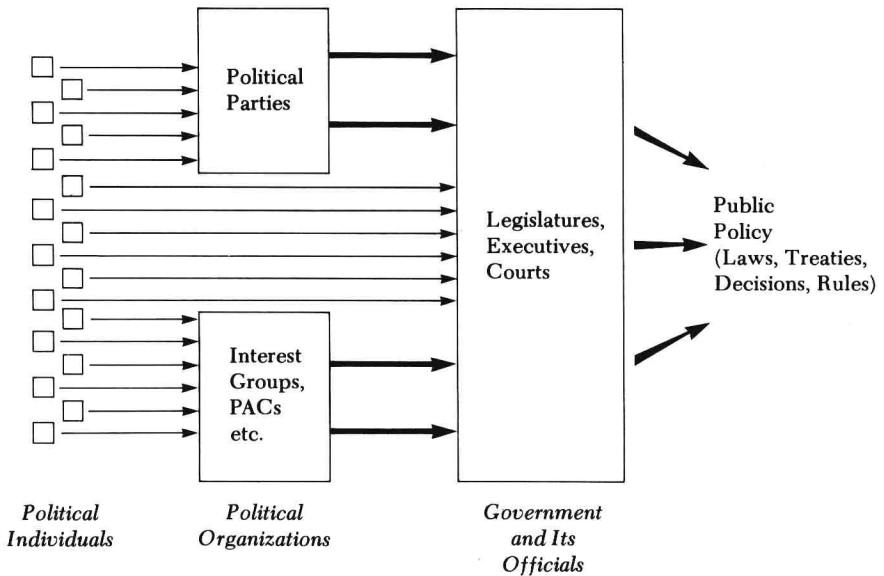 Political
Parties
Legislatures,
Executives,
Courts
Public
Policy
(Laws, Treaties,
Decisions, Rules)
Interest
Groups,
PACs
etc.
Political
Individuals
Political
Organizations
Government
and Its
Officials